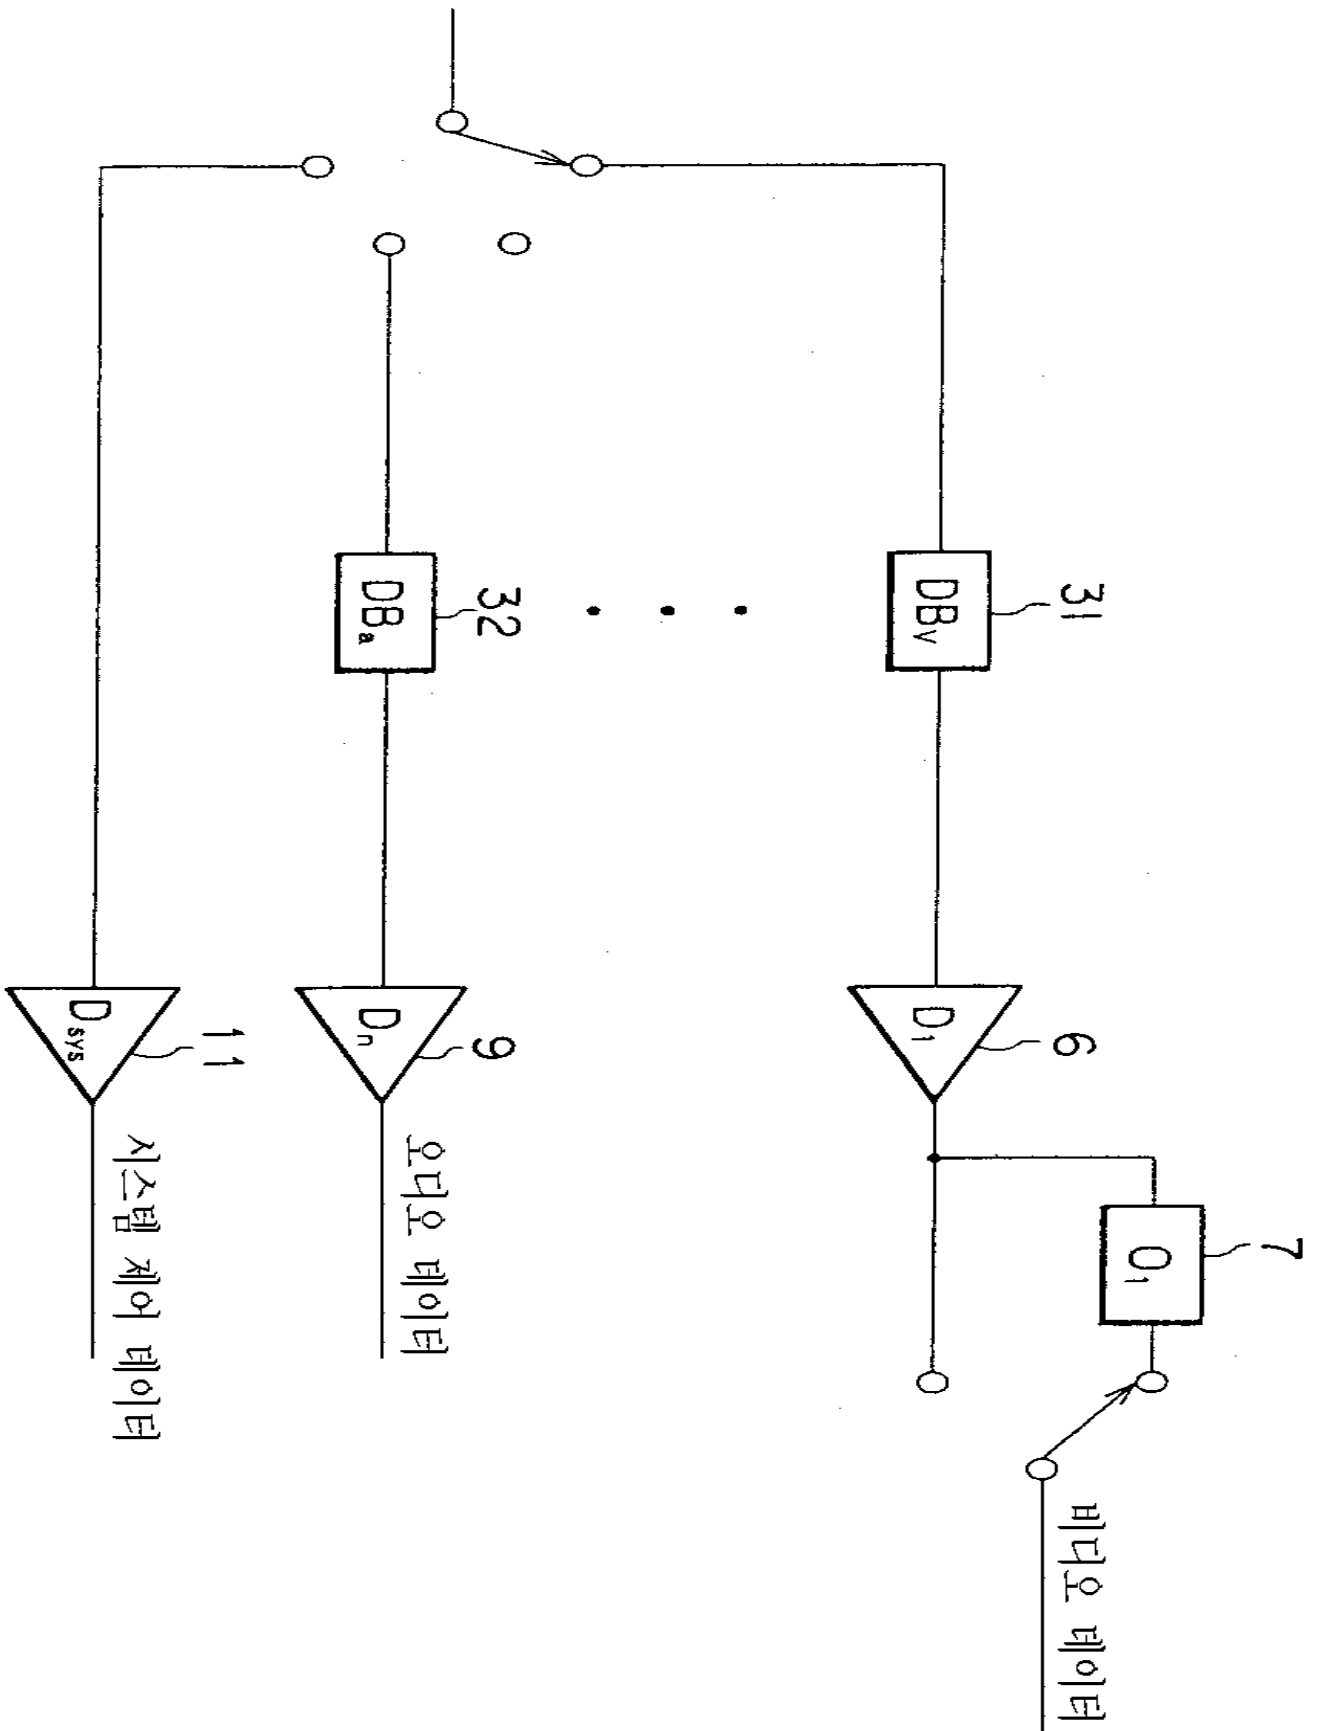 31
DBv
6
D1
7
O1
비디오 데이터
32
DBa
9
Dn
오디오 데이터
11
Dsys
시스템 제어 데이터